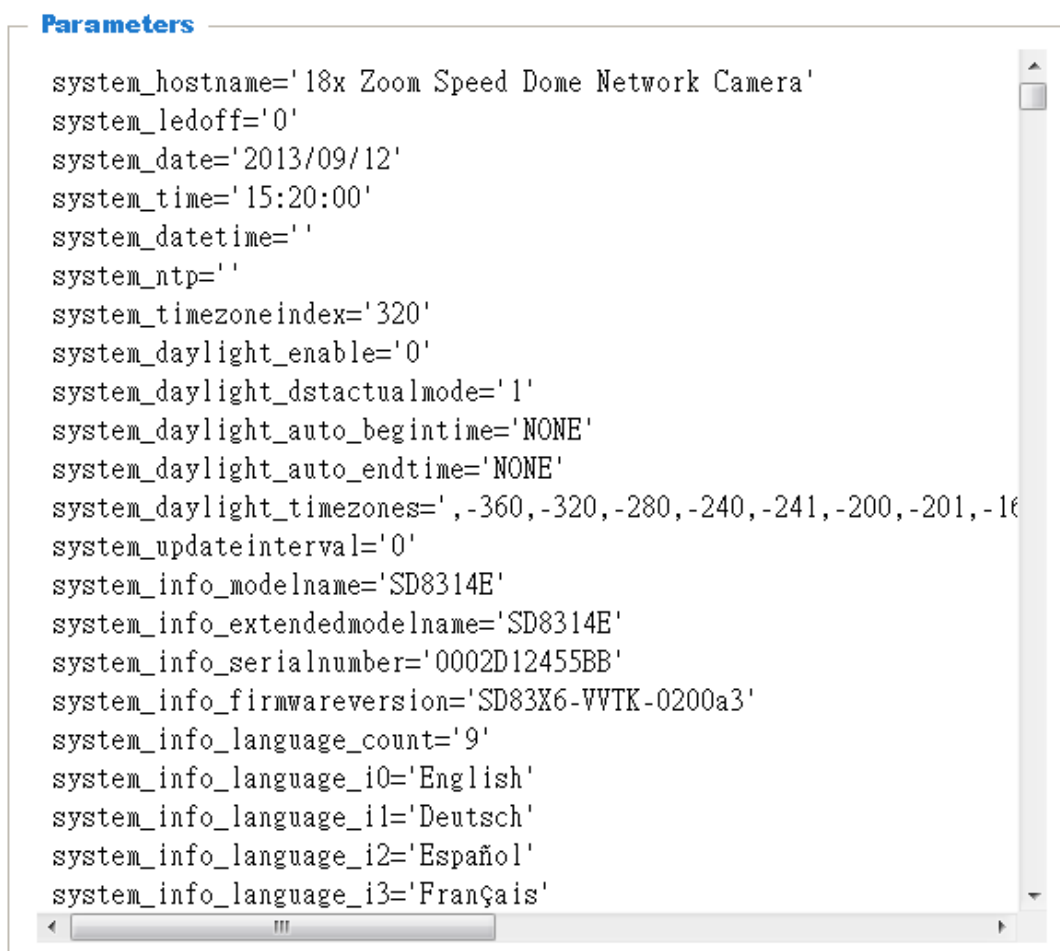 Parameters
system_hostname='18x Zoom Speed Dome Network Camera'
system_ledoff='0'
system_date='2013/09/12'
system_time='15:20:00'
system_datetime=''
system_ntp=''
system_timezoneindex='320'
system_daylight_enable='0'
system_daylight_dstactualmode='1'
system_daylight_auto_begintime='NONE'
system_daylight_auto_endtime='NONE'
system_daylight_timezones=',-360,-320,-280,-240,-241,-200,-201,-16
system_updateinterval='0'
system_info_modelname='SD8314E'
system_info_extendedmodelname='SD8314E'
system_info_serialnumber='0002D12455BB'
system_info_firmwareversion='SD83X6-VVTK-0200a3'
system_info_language_count='9'
system_info_language_i0='English'
system_info_language_i1='Deutsch'
system_info_language_i2='Español'
system_info_language_i3='Français'